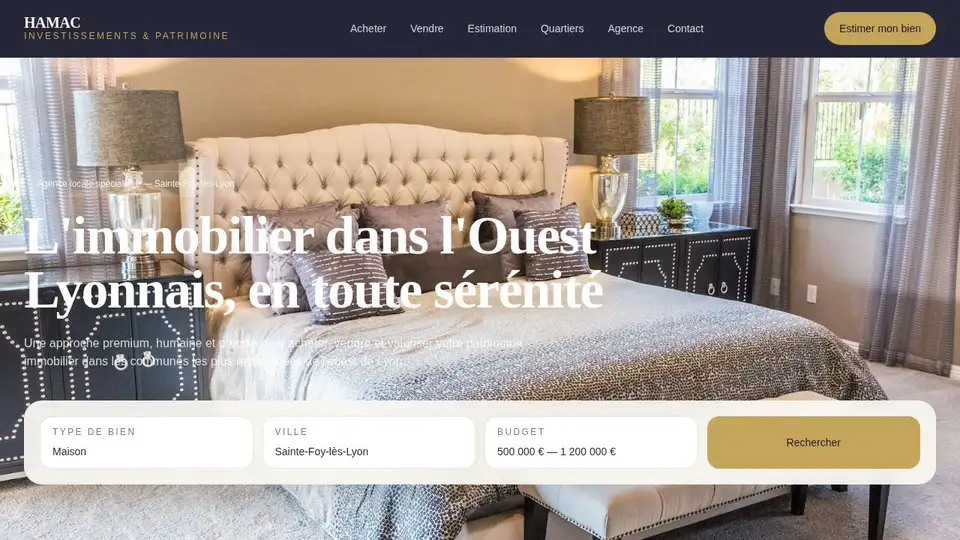 HAMAC
INVESTISSEMENTS & PATRIMOINE
Acheter
Vendre
Estimation
Quartiers
Agence
Contact
Estimer mon bien
Agence locale spécialisée — Sainte-Foy-lès-Lyon
L'immobilier dans l'Ouest
Lyonnais, en toute sérénité
Une approche premium, humaine et pour acheter, vendre et valoriser votre patrimoine
immobilier dans les communes les plus de l'ouest de Lyon.
TYPE DE BIEN
Maison
VILLE
Sainte-Foy-lès-Lyon
BUDGET
500 000 € — 1 200 000 €
Rechercher